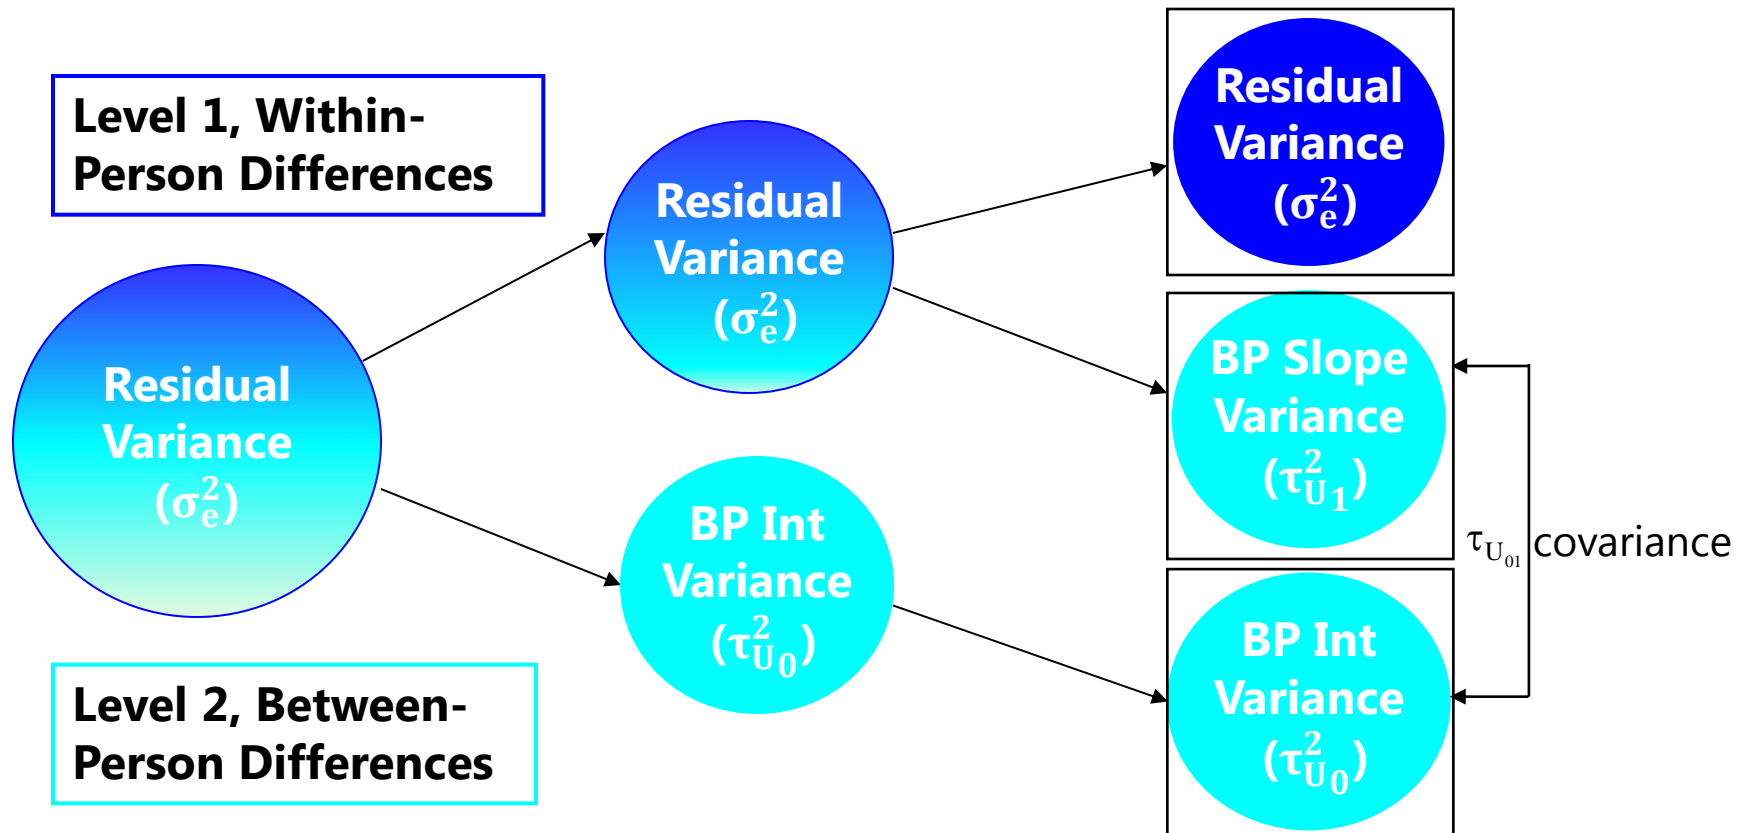 Level 1, Within-
Person Differences
Residual
Variance
(σ²ₑ)
Level 2, Between-
Person Differences
Residual
Variance
(σ²ₑ)
BP Int
Variance
(τ²U₀)
Residual
Variance
(σ²ₑ)
BP Slope
Variance
(τ²U₁)
BP Int
Variance
(τ²U₀)
τU₀₁ covariance